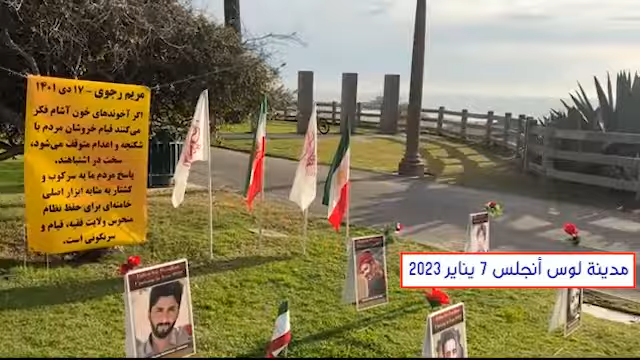 مریم رجوی - ۱۷ دی ۱۴۰۱
اگر آخوندهای خون آشام فکر
می‌کنند قیام خروشان مردم با
شکنجه و اعدام متوقف می‌شود،
سخت در اشتباهند.
پاسخ مردم ما به سرکوب و
کشتار به مثابه ابزار اصلی
خامنه‌ای برای حفظ نظام
منحوس ولایت فقیه، قیام و
سرنگونی است.
مدينة لوس أنجلس 7 يناير 2023